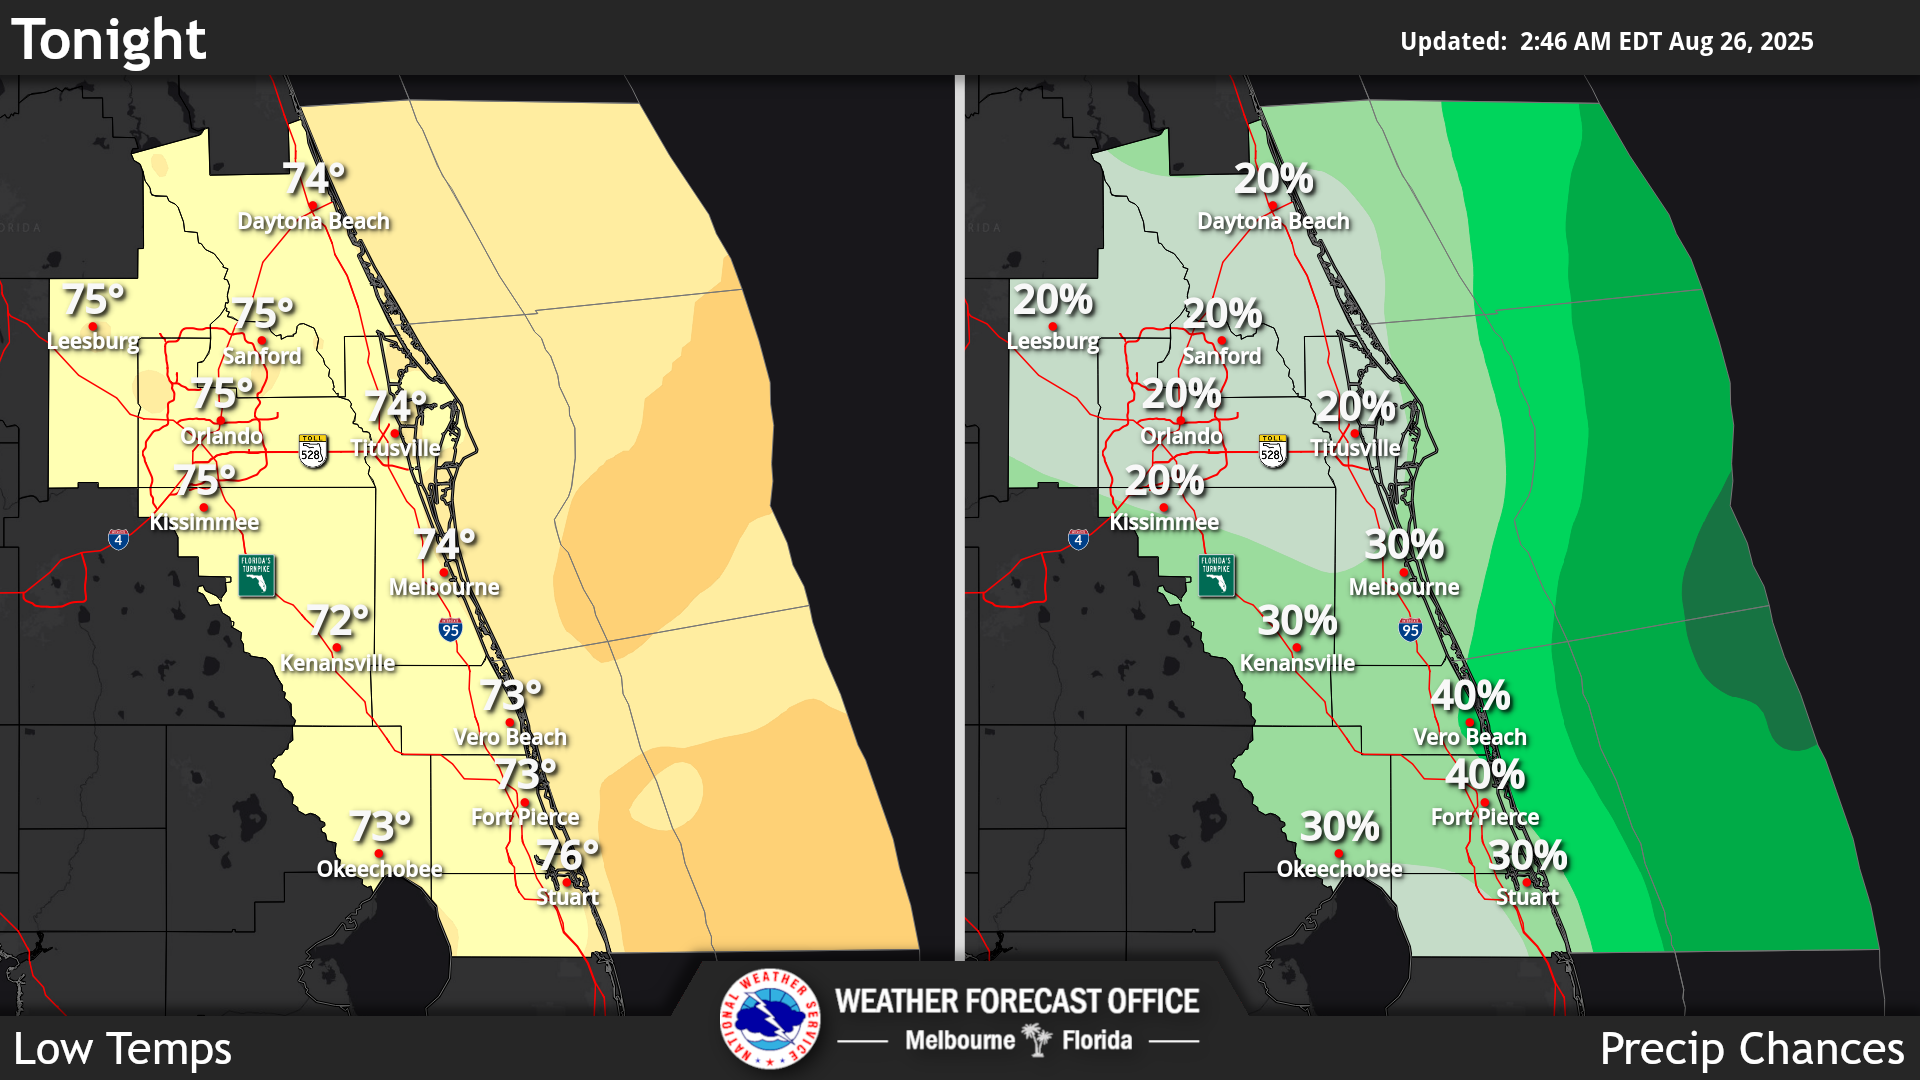 Tonight
Updated: 2:46 AM EDT Aug 26, 2025
74°
Daytona Beach
75°
Leesburg
75°
Sanford
75°
Orlando
74°
Titusville
TOLL
528
75°
Kissimmee
4
FLORIDA'S
TURNPIKE
74°
Melbourne
95
72°
Kenansville
73°
Vero Beach
73°
Fort Pierce
73°
Okeechobee
76°
Stuart
20%
Daytona Beach
20%
Leesburg
20%
Sanford
20%
Orlando
20%
Titusville
TOLL
528
20%
Kissimmee
4
FLORIDA'S
TURNPIKE
30%
Melbourne
95
30%
Kenansville
40%
Vero Beach
40%
Fort Pierce
30%
Okeechobee
30%
Stuart
NATIONAL WEATHER SERVICE
WEATHER FORECAST OFFICE
Melbourne Florida
Low Temps
Precip Chances